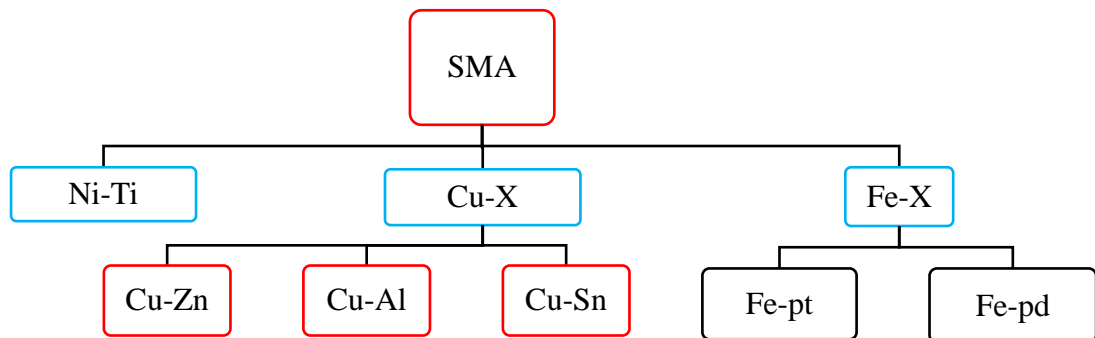 SMA
Ni-Ti
Cu-X
Fe-X
Cu-Zn
Cu-Al
Cu-Sn
Fe-pt
Fe-pd